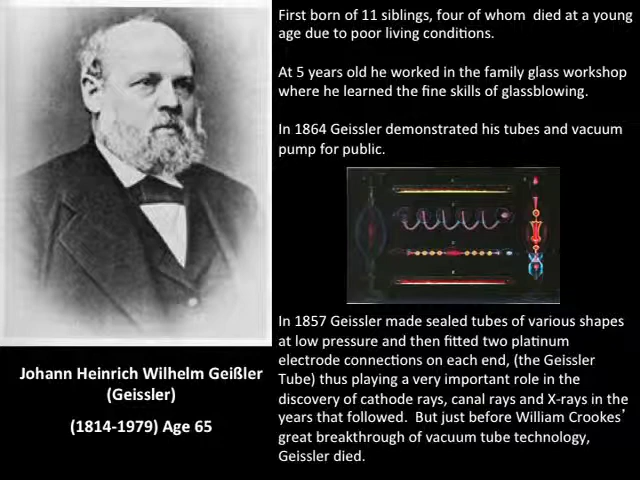 First born of 11 siblings, four of whom died at a young
age due to poor living conditions.
At 5 years old he worked in the family glass workshop
where he learned the fine skills of glassblowing.
In 1864 Geissler demonstrated his tubes and vacuum
pump for public.
In 1857 Geissler made sealed tubes of various shapes
at low pressure and then fitted two platinum
electrode connections on each end, (the Geissler
Tube) thus playing a very important role in the
discovery of cathode rays, canal rays and X-rays in the
years that followed. But just before William Crookes’
great breakthrough of vacuum tube technology,
Geissler died.
Johann Heinrich Wilhelm Geißler
(Geissler)
(1814-1979) Age 65